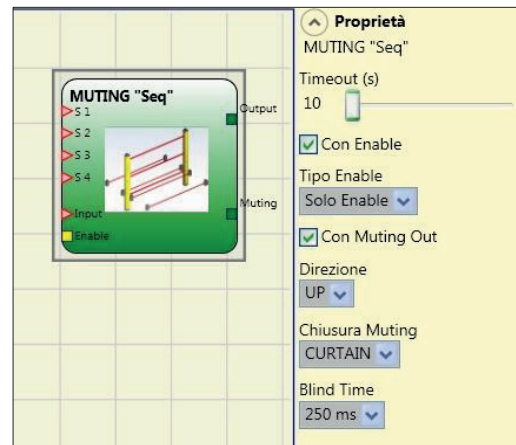 MUTING "Seq"
S 1
S 2
S 3
S 4
Input
Enable
Output
Muting
Proprietà
MUTING "Seq"
Timeout (s)
10
Con Enable
Tipo Enable
Solo Enable
Con Muting Out
Direzione
UP
Chiusura Muting
CURTAIN
Blind Time
250 ms